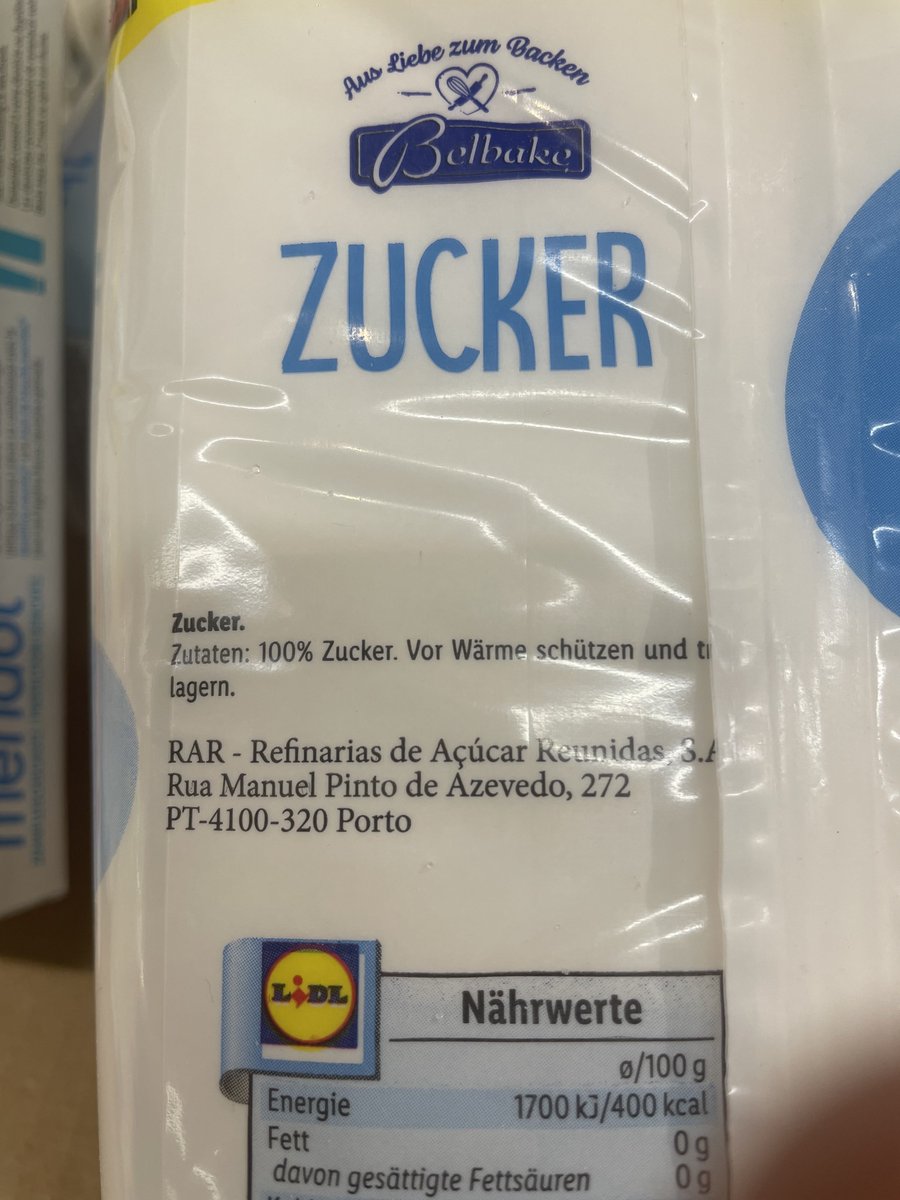 Aus Liebe zum Backen
Belbake
ZUCKER
Zucker.
Zutaten: 100% Zucker. Vor Wärme schützen und
lagern.
RAR - Refinarias de Açúcar Reunidas, S.A
Rua Manuel Pinto de Azevedo, 272
PT-4100-320 Porto
LIDL
Nährwerte
ø/100 g
Energie 1700 kJ/400 kcal
Fett 0 g
davon gesättigte Fettsäuren 0 g